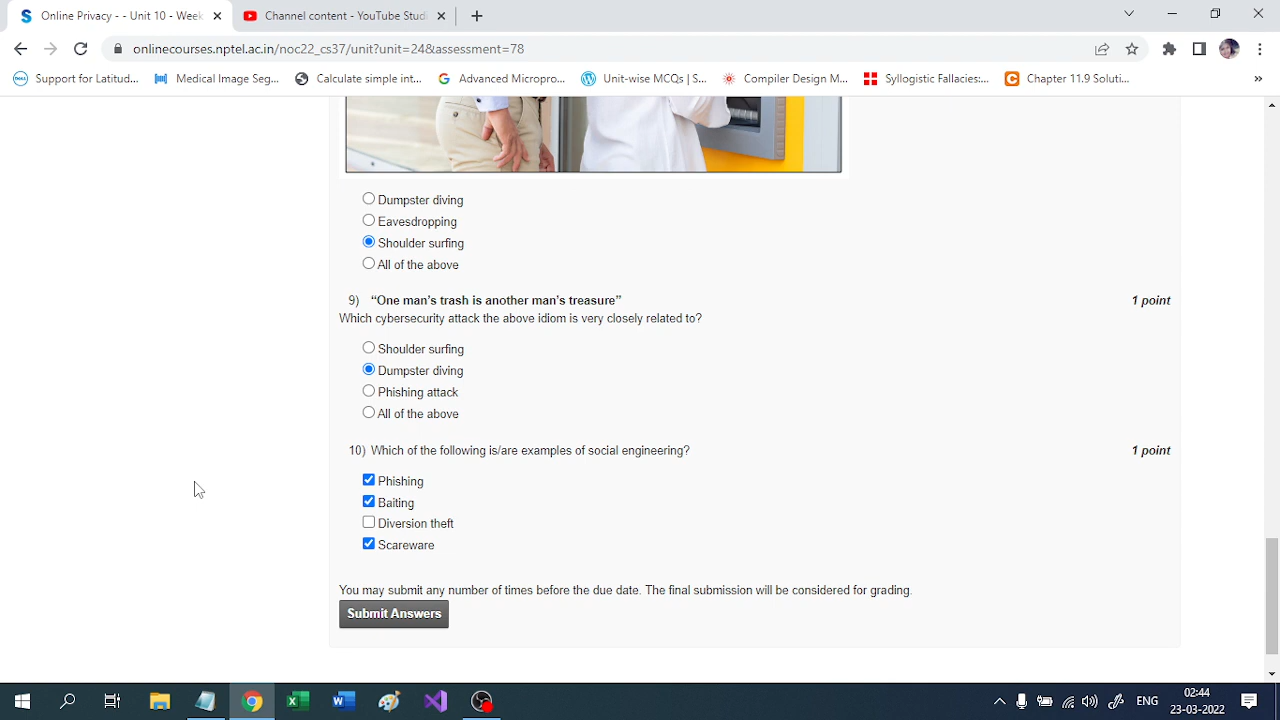 Online Privacy - - Unit 10 - Week
Channel content - YouTube Studi
onlinecourses.nptel.ac.in/noc22_cs37/unit?unit=24&assessment=78
Support for Latitud...
Medical Image Seg...
Calculate simple int...
Advanced Micropro...
Unit-wise MCQs | S...
Compiler Design M...
Syllogistic Fallacies:...
Chapter 11.9 Soluti...
»
Dumpster diving
Eavesdropping
Shoulder surfing
All of the above
9) “One man’s trash is another man’s treasure” 1 point
Which cybersecurity attack the above idiom is very closely related to?
Shoulder surfing
Dumpster diving
Phishing attack
All of the above
10) Which of the following is/are examples of social engineering? 1 point
Phishing
Baiting
Diversion theft
Scareware
You may submit any number of times before the due date. The final submission will be considered for grading.
Submit Answers
ENG
02:44
23-03-2022